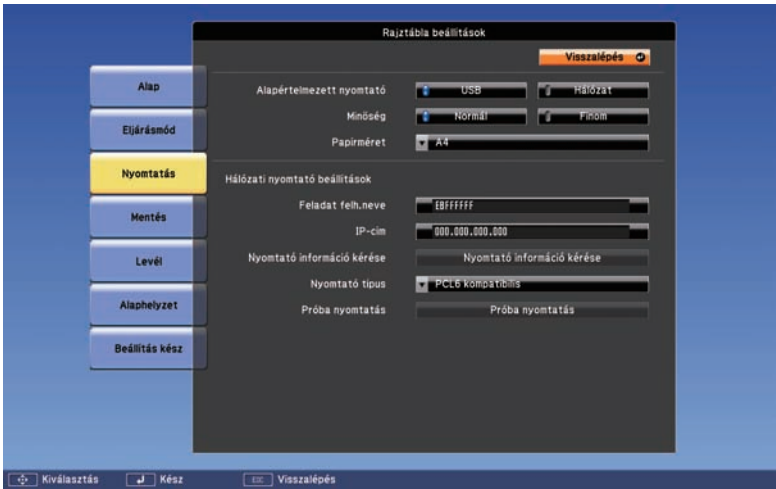 Rajztábla beállítások
Visszalépés
Alap
Eljárásmód
Nyomtatás
Mentés
Levél
Alaphelyzet
Beállítás kész
Alapértelmezett nyomtató USB Hálózat
Minőség Normál Finom
Papírméret A4
Hálózati nyomtató beállítások
Feladat felh.neve EBFFFFFF
IP-cím 000.000.000.000
Nyomtató információ kérése Nyomtató információ kérése
Nyomtató típus PCL6 kompatibilis
Próba nyomtatás Próba nyomtatás
Kiválasztás Kész ESC Visszalépés